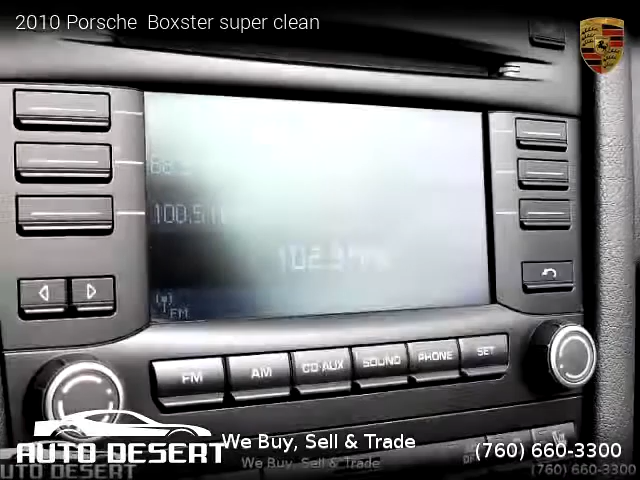 2010 Porsche  Boxster super clean
100.5
102.3
FM
FM
AM
CD·AUX
SOUND
PHONE
SET
AUTO DESERT
We Buy, Sell & Trade
(760) 660-3300
AUTO DESERT
We Buy, Sell & Trade
(760) 660-3300